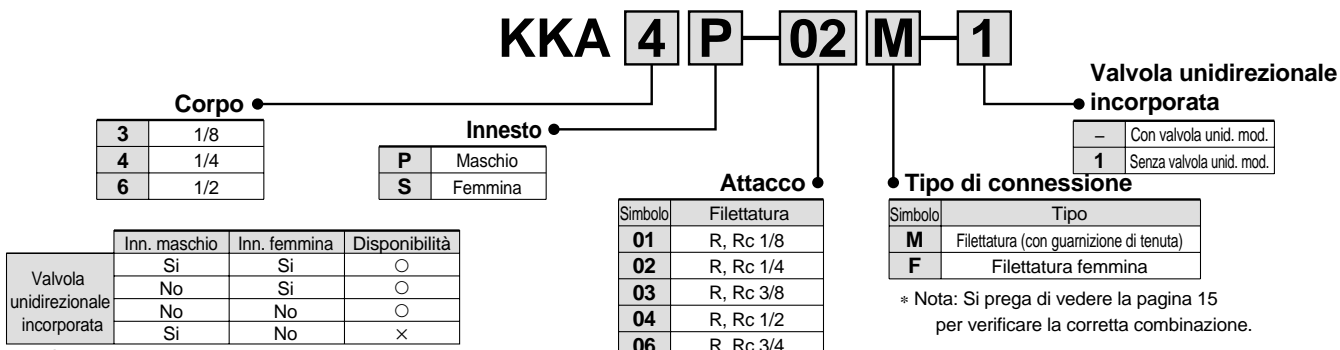 KKA 4 P — 02 M — 1
Corpo
3 1/8
4 1/4
6 1/2
Innesto
P Maschio
S Femmina
Valvola unidirezionale
incorporata
– Con valvola unid. mod.
1 Senza valvola unid. mod.
Attacco
Simbolo Filettatura
01 R, Rc 1/8
02 R, Rc 1/4
03 R, Rc 3/8
04 R, Rc 1/2
06 R, Rc 3/4
Tipo di connessione
Simbolo Tipo
M Filettatura (con guarnizione di tenuta)
F Filettatura femmina
∗ Nota: Si prega di vedere la pagina 15
per verificare la corretta combinazione.
Inn. maschio Inn. femmina Disponibilità
Valvola
unidirezionale
incorporata
Si Si ○
No Si ○
No No ○
Si No ×